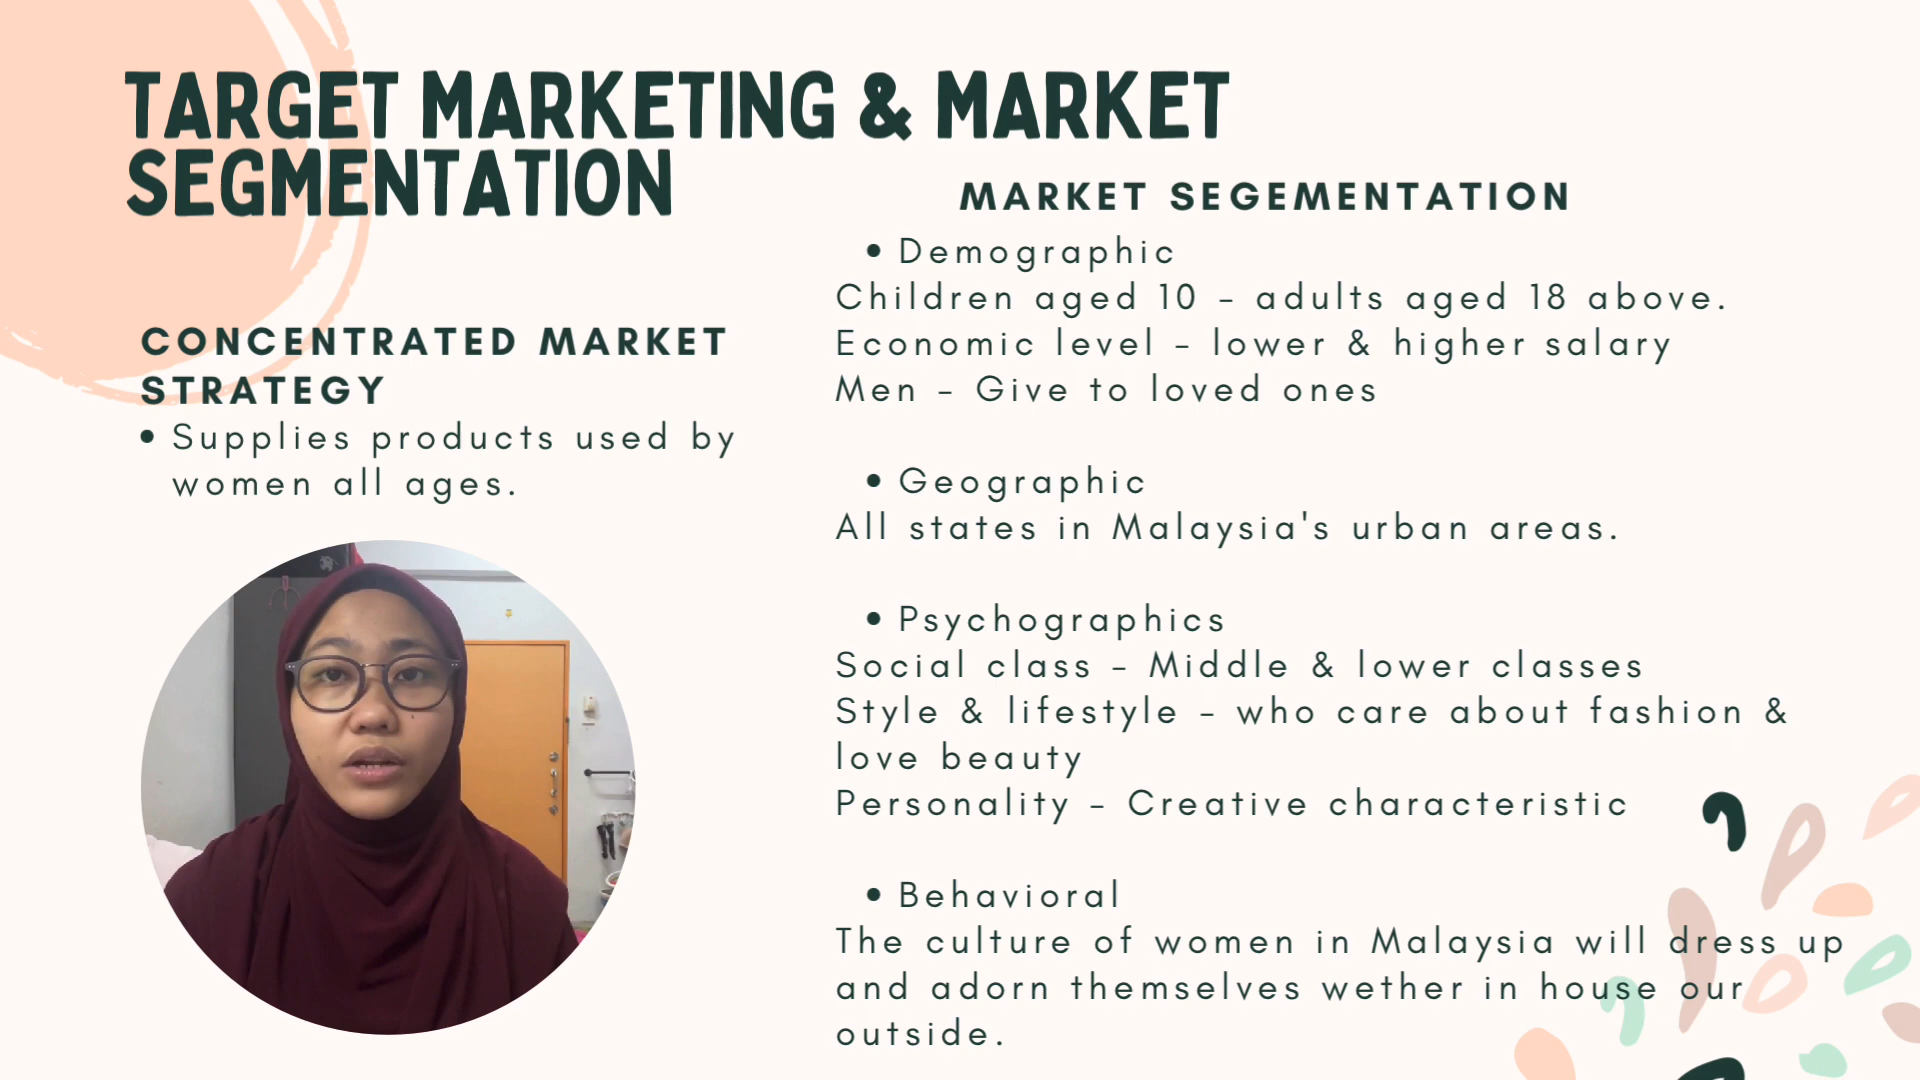 TARGET MARKETING & MARKET
SEGMENTATION
CONCENTRATED MARKET
STRATEGY
• Supplies products used by
women all ages.
MARKET SEGEMENTATION
• Demographic
Children aged 10 - adults aged 18 above.
Economic level - lower & higher salary
Men - Give to loved ones
• Geographic
All states in Malaysia's urban areas.
• Psychographics
Social class - Middle & lower classes
Style & lifestyle - who care about fashion &
love beauty
Personality - Creative characteristic
• Behavioral
The culture of women in Malaysia will dress up
and adorn themselves wether in house our
outside.